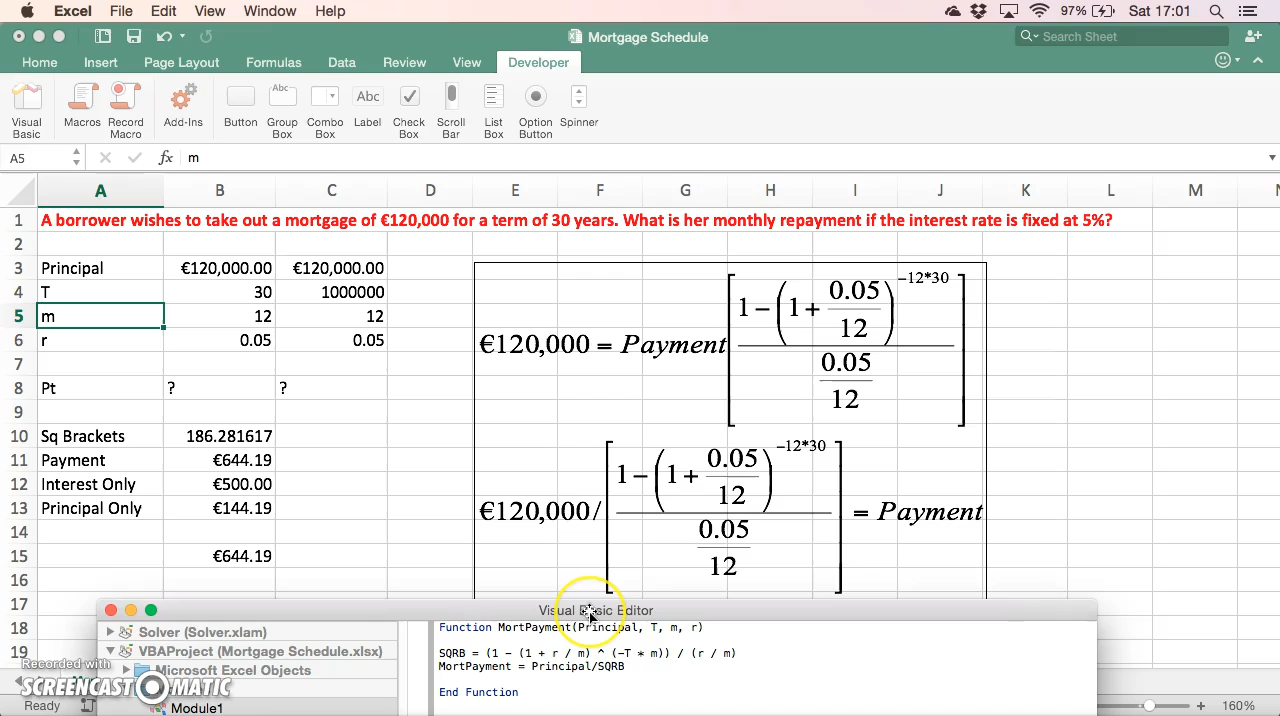 Excel File Edit View Window Help 97% Sat 17:01
Mortgage Schedule
Search Sheet
Home Insert Page Layout Formulas Data Review View Developer
Abc Abc
Visual Basic Macros Record Macro Add-Ins Button Group Box Combo Box Label Check Box Scroll Bar List Box Option Button Spinner
A5 fx m
A B C D E F G H I J K L M N
1 A borrower wishes to take out a mortgage of €120,000 for a term of 30 years. What is her monthly repayment if the interest rate is fixed at 5%?
2
3 Principal €120,000.00 €120,000.00
4 T 30 1000000
5 m 12 12
6 r 0.05 0.05
7
8 Pt ? ?
9
10 Sq Brackets 186.281617
11 Payment €644.19
12 Interest Only €500.00
13 Principal Only €144.19
14
15 €644.19
16
17
18
19
€120,000 = Payment[(1−(1+0.05/12)^−12*30)/(0.05/12)]
€120,000/[(1−(1+0.05/12)^−12*30)/(0.05/12)] = Payment
Visual Basic Editor
Solver (Solver.xlam)
VBAProject (Mortgage Schedule.xlsx)
Microsoft Excel Objects
Module1
Function MortPayment(Principal, T, m, r)
SQRB = (1 - (1 + r / m) ^ (-T * m)) / (r / m)
MortPayment = Principal/SQRB
End Function
Recorded with
SCREENCAST-O-MATIC
Ready 160%